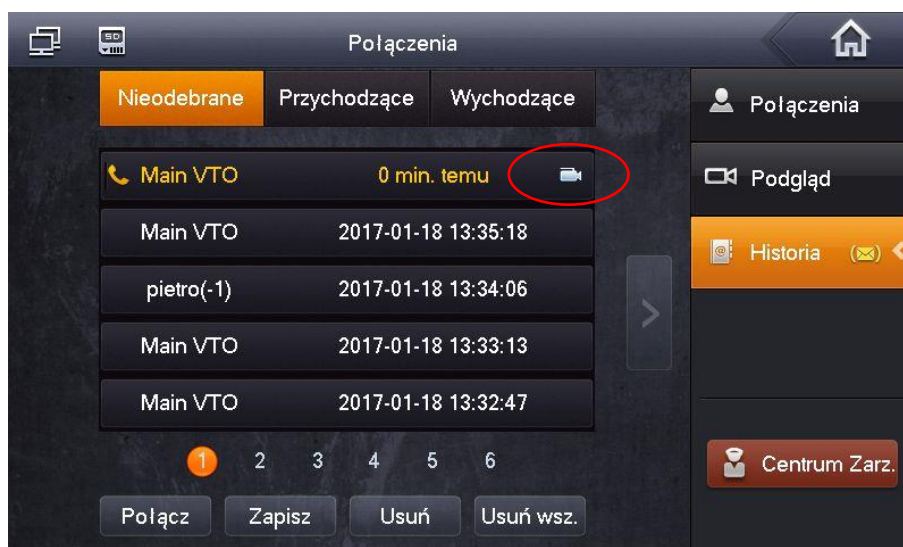 SD
Połączenia
Nieodebrane Przychodzące Wychodzące
Main VTO 0 min. temu
Main VTO 2017-01-18 13:35:18
pietro(-1) 2017-01-18 13:34:06
Main VTO 2017-01-18 13:33:13
Main VTO 2017-01-18 13:32:47
1 2 3 4 5 6
Połącz Zapisz Usuń Usuń wsz.
Połączenia
Podgląd
Historia
Centrum Zarz.